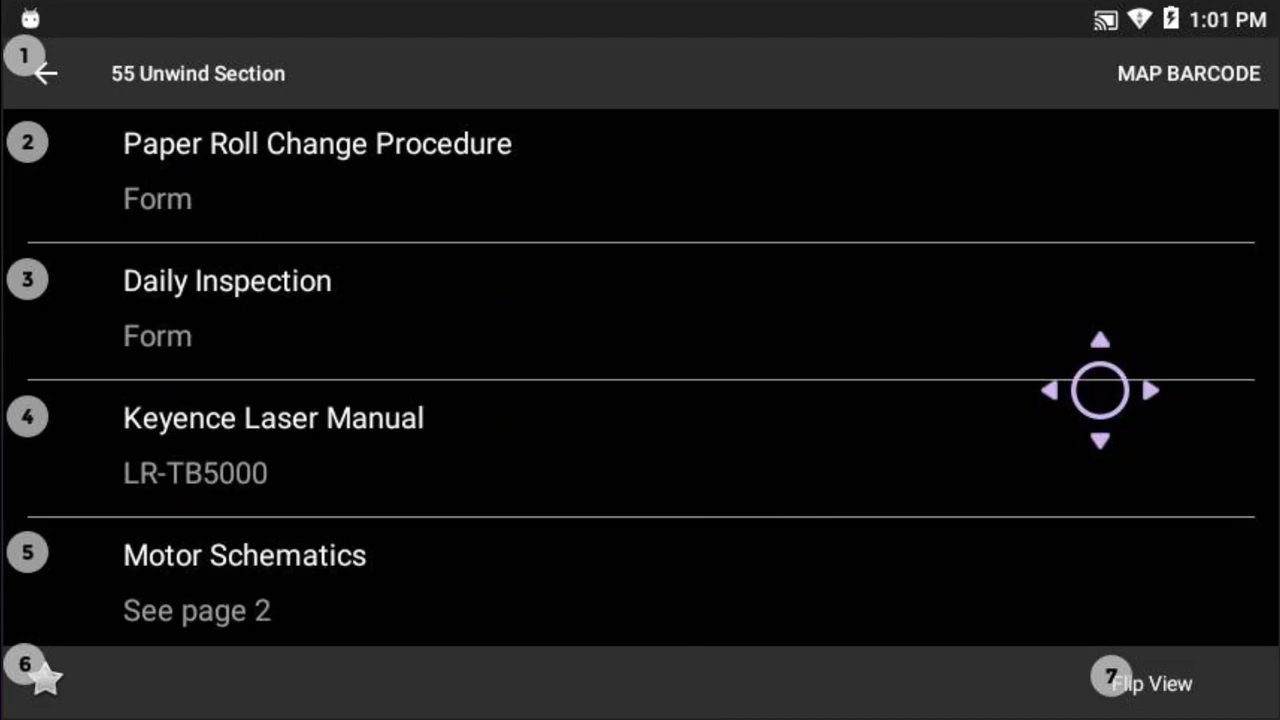 1:01 PM
1
55 Unwind Section
MAP BARCODE
2
Paper Roll Change Procedure
Form
3
Daily Inspection
Form
4
Keyence Laser Manual
LR-TB5000
5
Motor Schematics
See page 2
6
7
Flip View